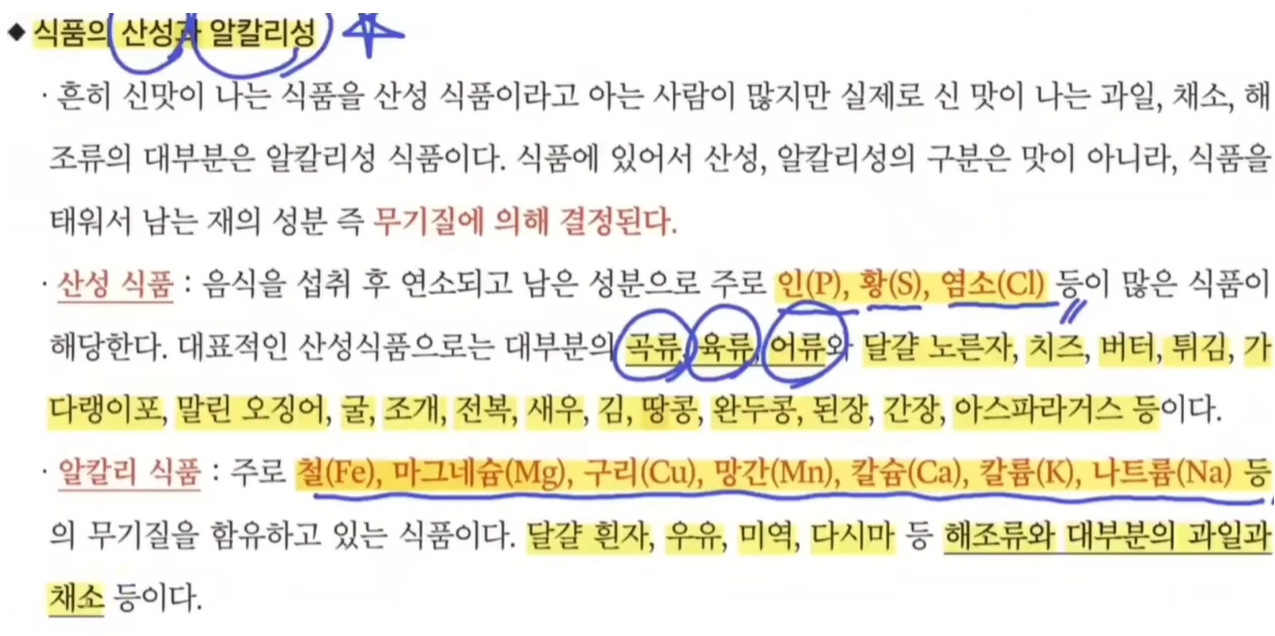 ◆ 식품의 산성과 알칼리성
· 흔히 신맛이 나는 식품을 산성 식품이라고 아는 사람이 많지만 실제로 신 맛이 나는 과일, 채소, 해
조류의 대부분은 알칼리성 식품이다. 식품에 있어서 산성, 알칼리성의 구분은 맛이 아니라, 식품을
태워서 남는 재의 성분 즉 무기질에 의해 결정된다.
· 산성 식품 : 음식을 섭취 후 연소되고 남은 성분으로 주로 인(P), 황(S), 염소(Cl) 등이 많은 식품이
해당한다. 대표적인 산성식품으로는 대부분의 곡류, 육류, 어류와 달걀 노른자, 치즈, 버터, 튀김, 가
다랭이포, 말린 오징어, 굴, 조개, 전복, 새우, 김, 땅콩, 완두콩, 된장, 간장, 아스파라거스 등이다.
· 알칼리 식품 : 주로 철(Fe), 마그네슘(Mg), 구리(Cu), 망간(Mn), 칼슘(Ca), 칼륨(K), 나트륨(Na) 등
의 무기질을 함유하고 있는 식품이다. 달걀 흰자, 우유, 미역, 다시마 등 해조류와 대부분의 과일과
채소 등이다.